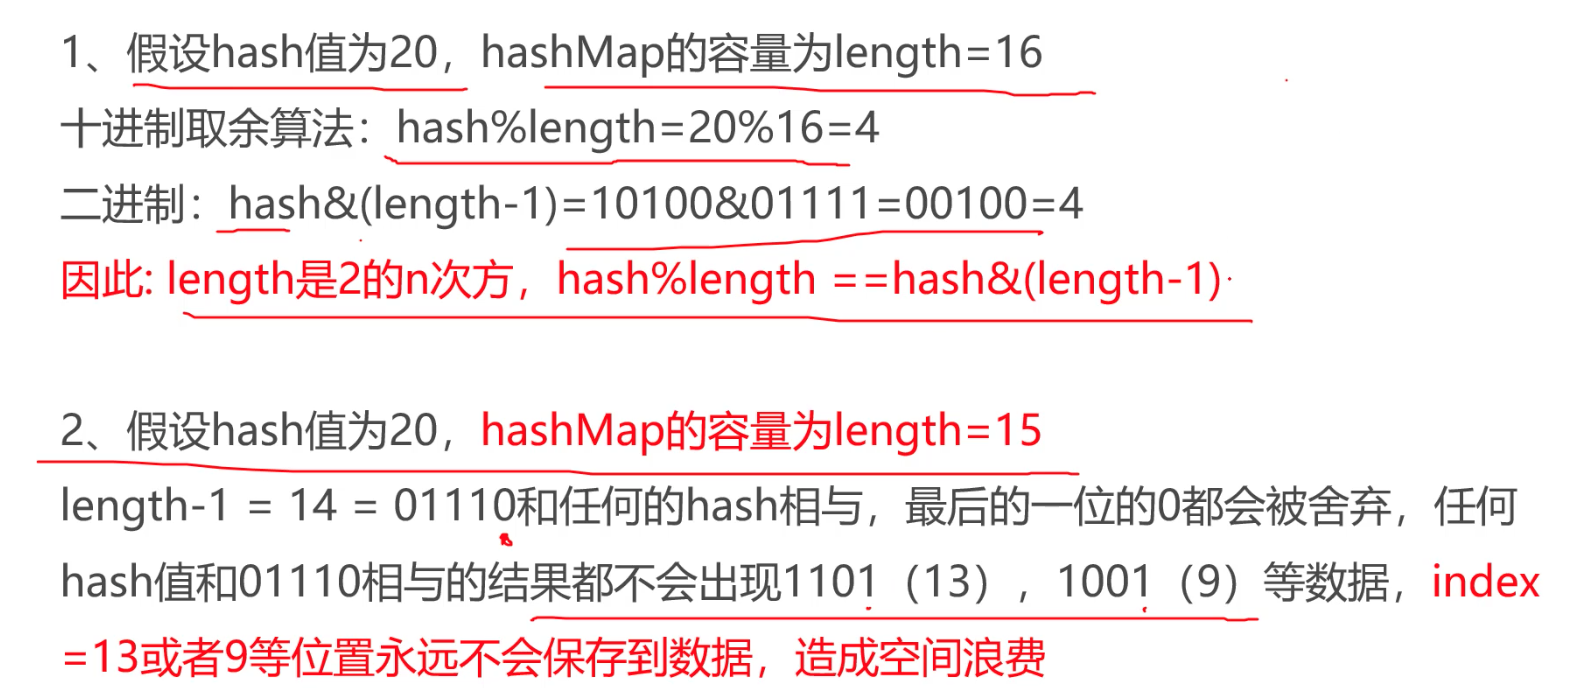 1、假设hash值为20，hashMap的容量为length=16
十进制取余算法：hash%length=20%16=4
二进制：hash&(length-1)=10100&01111=00100=4
因此: length是2的n次方，hash%length ==hash&(length-1)
2、假设hash值为20，hashMap的容量为length=15
length-1 = 14 = 01110和任何的hash相与，最后的一位的0都会被舍弃，任何
hash值和01110相与的结果都不会出现1101（13），1001（9）等数据，index
=13或者9等位置永远不会保存到数据，造成空间浪费